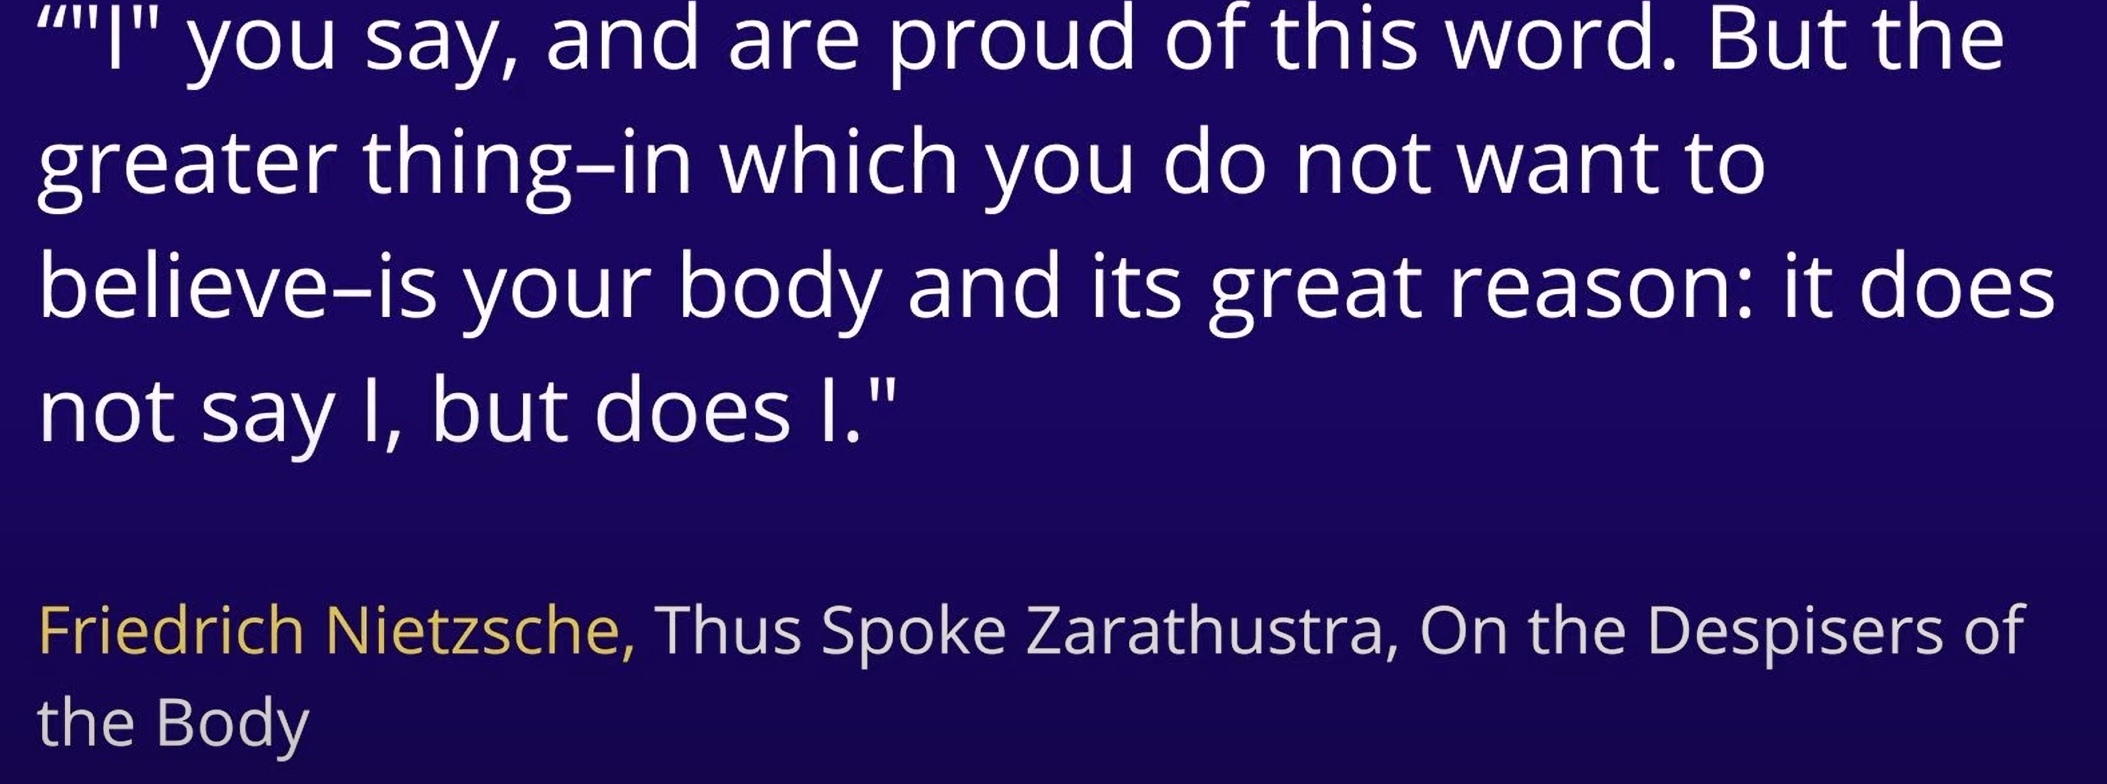 “"I" you say, and are proud of this word. But the
greater thing–in which you do not want to
believe–is your body and its great reason: it does
not say I, but does I."
Friedrich Nietzsche, Thus Spoke Zarathustra, On the Despisers of
the Body